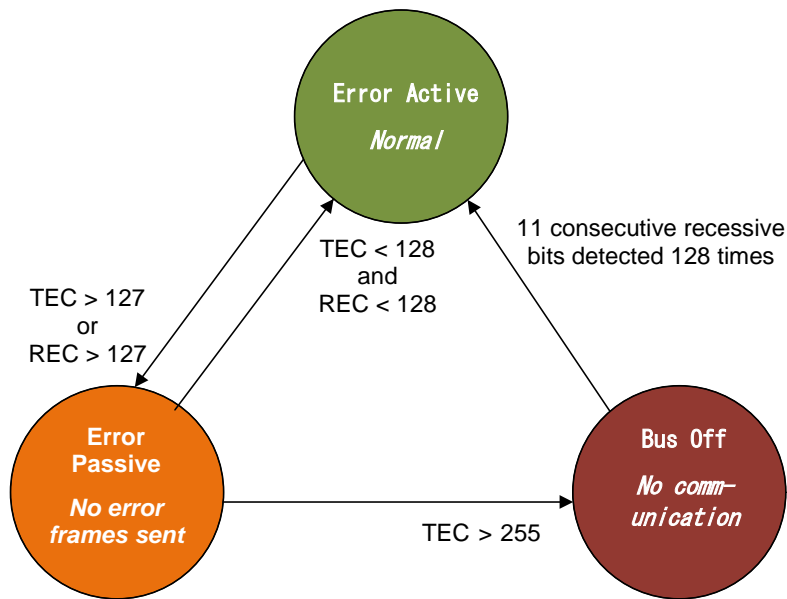 Error Active
Normal
11 consecutive recessive
bits detected 128 times
TEC < 128
and
REC < 128
TEC > 127
or
REC > 127
Error
Passive
No error
frames sent
Bus Off
No comm-
unication
TEC > 255